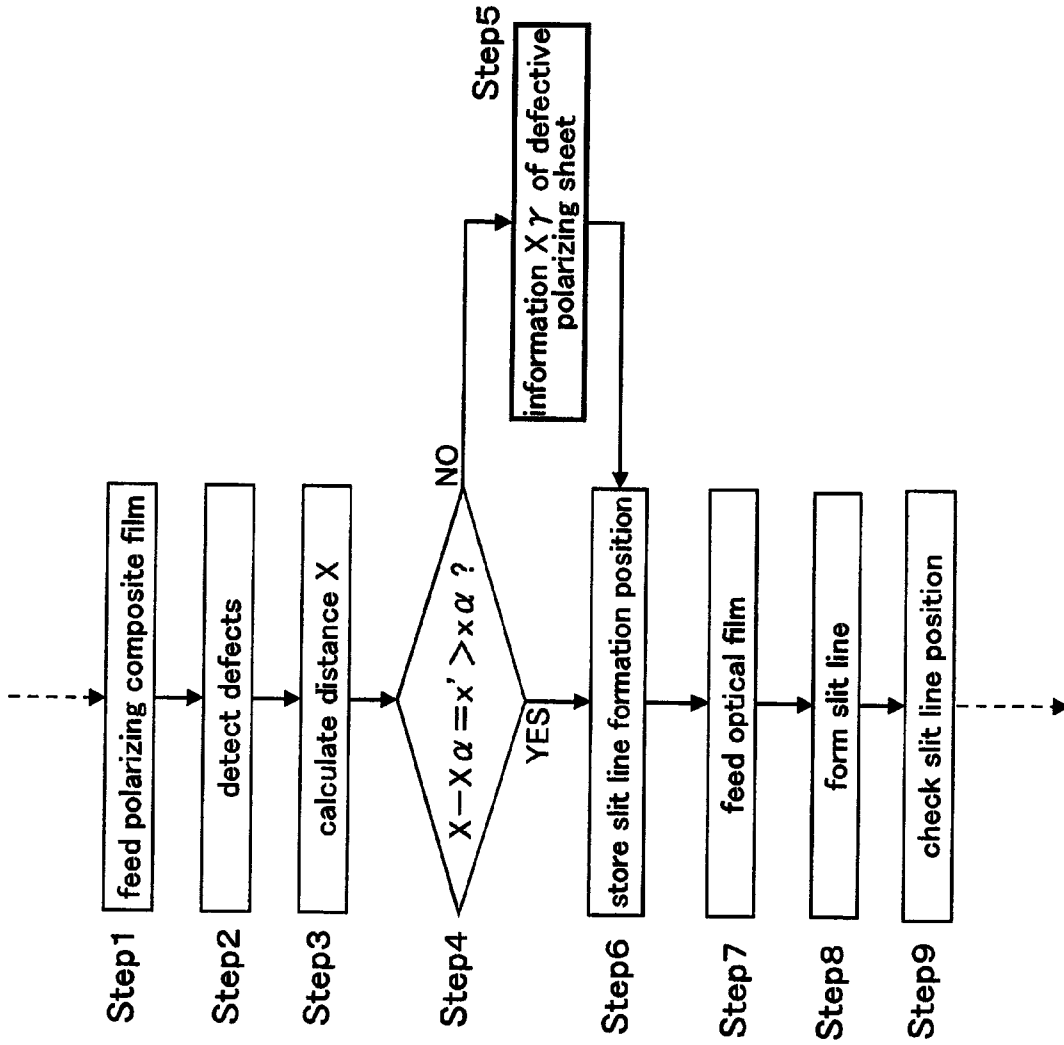 Step1
feed polarizing composite film
Step2
detect defects
Step3
calculate distance X
Step4
X−Xα=x'>xα ?
NO
YES
Step5
information Xγ of defective
polarizing sheet
Step6
store slit line formation position
Step7
feed optical film
Step8
form slit line
Step9
check slit line position